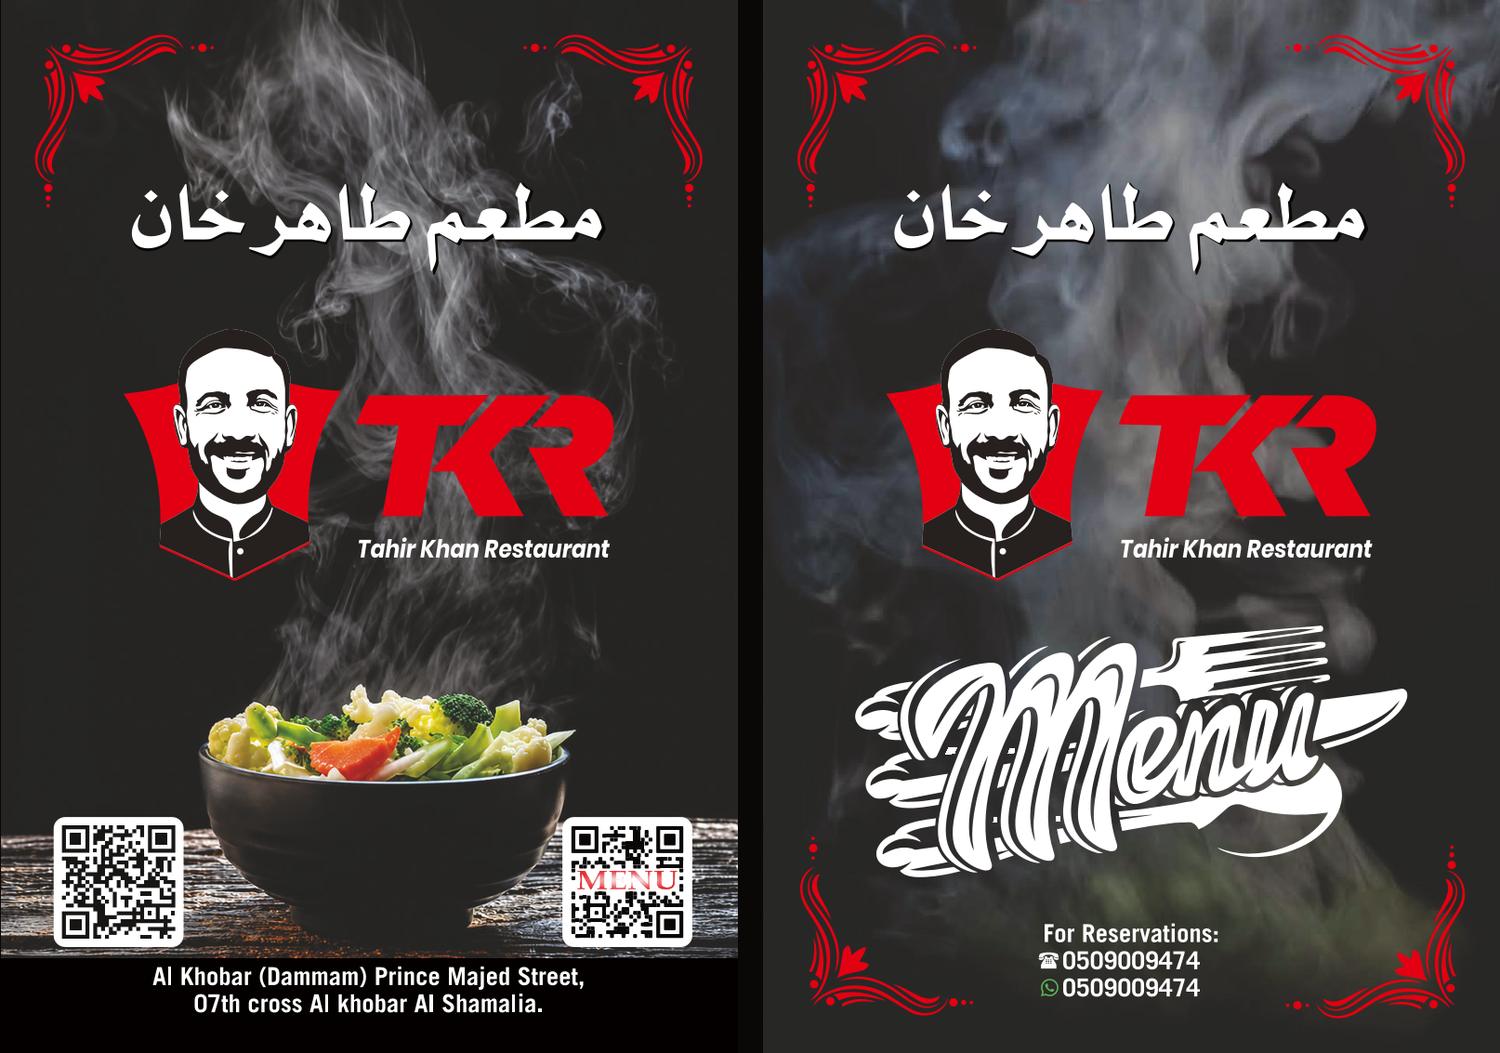 مطعم طاهر خان
TKR
Tahir Khan Restaurant
MENU
Al Khobar (Dammam) Prince Majed Street,
07th cross Al khobar Al Shamalia.
مطعم طاهر خان
TKR
Tahir Khan Restaurant
Menu
For Reservations:
0509009474
0509009474